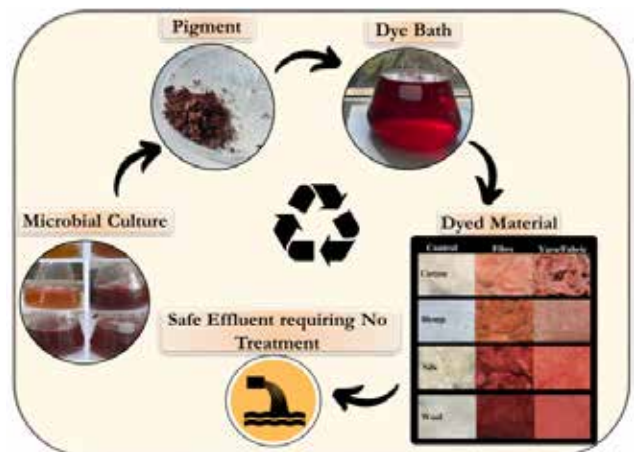 Pigment
Dye Bath
Microbial Culture
Dyed Material
Control Fibre Yarn/Fabric
Cotton
Hemp
Silk
Wool
Safe Effluent requiring No
Treatment